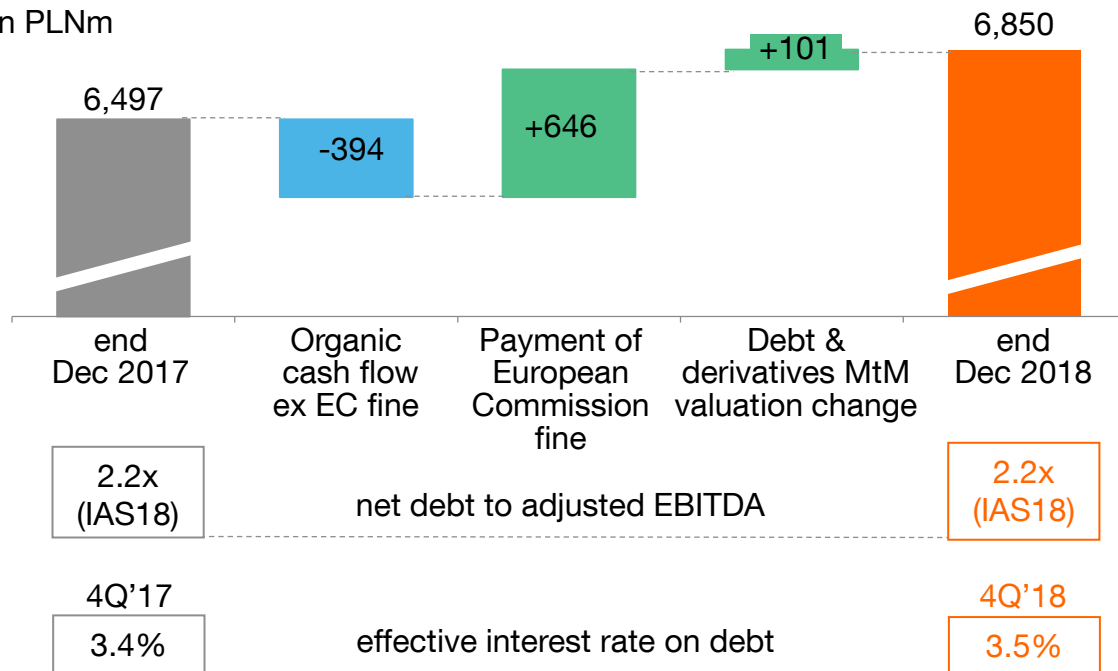 n PLNm
6,497
-394
+646
+101
6,850
end
Dec 2017
Organic
cash flow
ex EC fine
Payment of
European
Commission
fine
Debt &
derivatives MtM
valuation change
end
Dec 2018
2.2x
(IAS18)
net debt to adjusted EBITDA
2.2x
(IAS18)
4Q’17
3.4%
effective interest rate on debt
4Q’18
3.5%